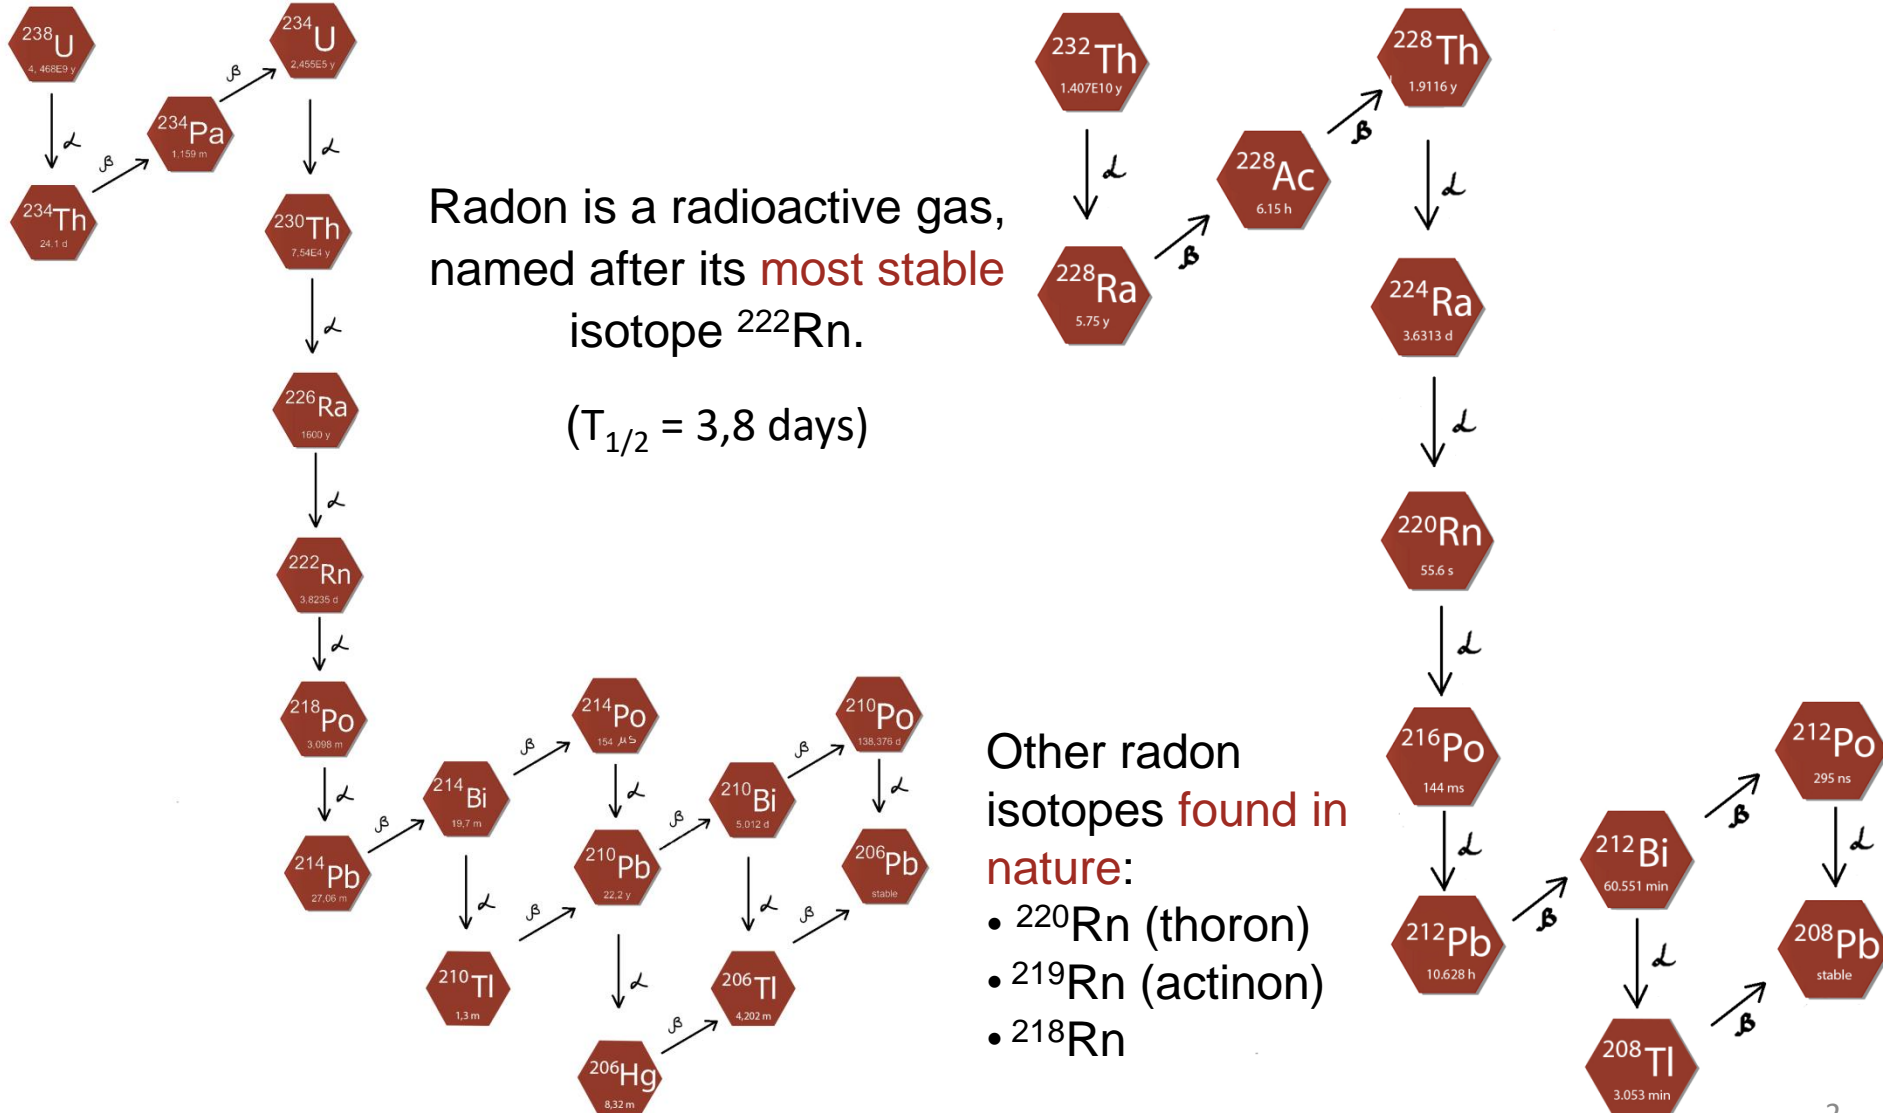 238U
4, 468E9 y
α
234Th
24.1 d
β
234Pa
1,159 m
β
234U
2,455E5 y
α
230Th
7,54E4 y
α
226Ra
1600 y
α
222Rn
3,8235 d
α
218Po
3,098 m
α
214Pb
27,06 m
β
214Bi
19,7 m
β
214Po
154 μs
α
α
210Tl
1,3 m
β
210Pb
22,2 y
β
210Bi
5,012 d
β
210Po
138,376 d
α
206Pb
stable
α
206Hg
8,32 m
β
α
206Tl
4,202 m
β
Radon is a radioactive gas,
named after its most stable
isotope 222Rn.
(T1/2 = 3,8 days)
232Th
1.407E10 y
α
228Ra
5.75 y
β
228Ac
6.15 h
β
228Th
1.9116 y
α
224Ra
3.6313 d
α
220Rn
55.6 s
α
216Po
144 ms
α
212Pb
10.628 h
β
212Bi
60.551 min
β
212Po
295 ns
α
208Pb
stable
α
208Tl
3.053 min
β
Other radon
isotopes found in
nature:
• 220Rn (thoron)
• 219Rn (actinon)
• 218Rn